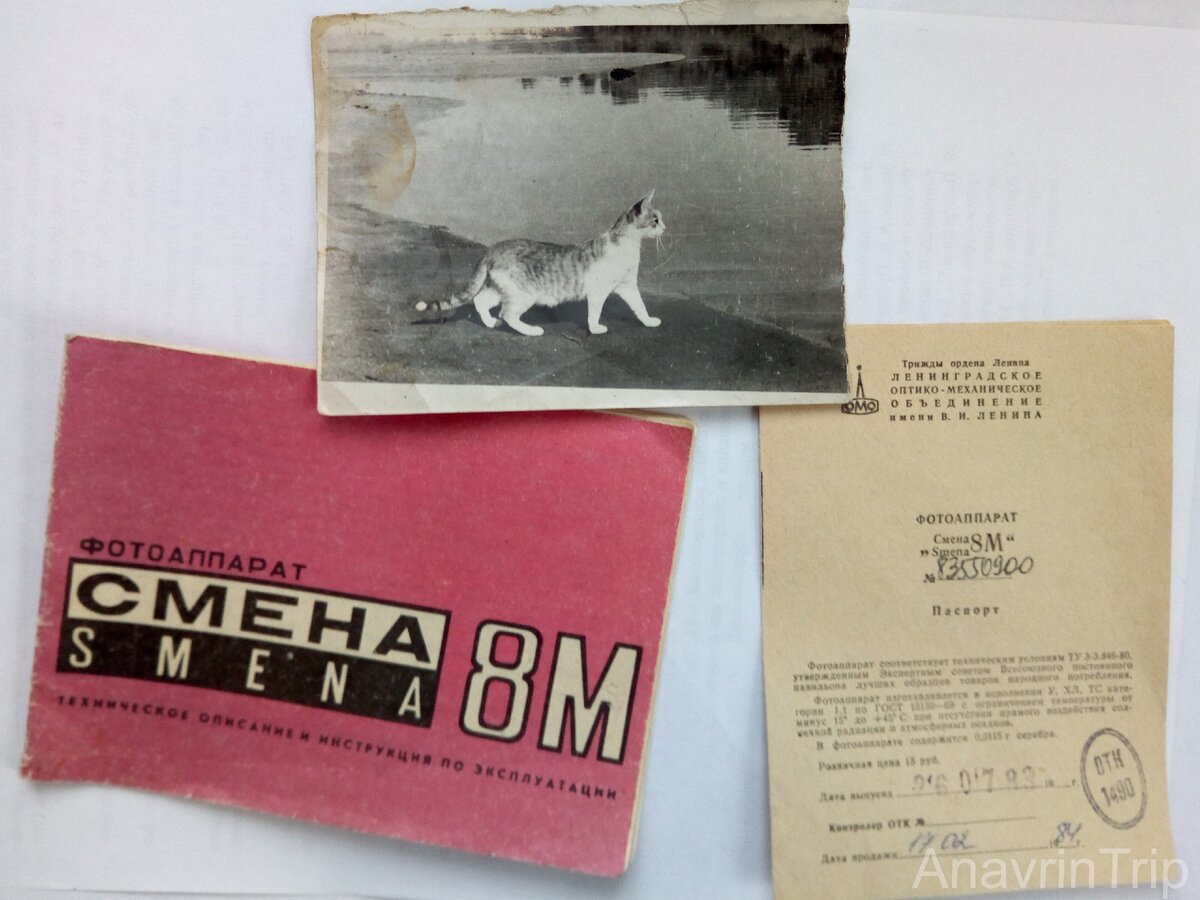 ФОТОАППАРАТ
СМЕНА
SMENA
8М
ТЕХНИЧЕСКОЕ ОПИСАНИЕ И ИНСТРУКЦИЯ ПО ЭКСПЛУАТАЦИИ
Трижды ордена Ленина
ЛЕНИНГРАДСКОЕ
ОПТИКО-МЕХАНИЧЕСКОЕ
ОБЪЕДИНЕНИЕ
имени В. И. ЛЕНИНА
ЛОМО
ФОТОАППАРАТ
Смена
„Smena 8М“
№ 83550900
Паспорт
Фотоаппарат соответствует техническим условиям ТУ 3-3.846-80,
утвержденным Экспертным советом Всесоюзного постоянного
павильона лучших образцов товаров народного потребления.
Фотоаппарат изготавливается в исполнении У, ХЛ, ТС кате-
гории 1.1 по ГОСТ 15150—69 с ограничением температуры от
минус 15° до +45°С при отсутствии прямого воздействия сол-
нечной радиации и атмосферных осадков.
В фотоаппарате содержится 0,0115 г серебра.
Розничная цена 15 руб.
Дата выпуска 26 07 83 19 г.
Контролер ОТК №
Дата продажи 17 02 84 г.
ОТК
1490
AnavrinTrip